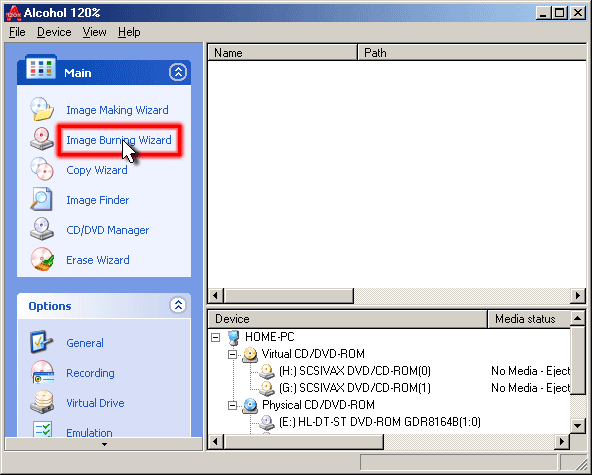 Alcohol 120%
File Device View Help
Main
Image Making Wizard
Image Burning Wizard
Copy Wizard
Image Finder
CD/DVD Manager
Erase Wizard
Options
General
Recording
Virtual Drive
Emulation
Name Path
Device Media status
HOME-PC
Virtual CD/DVD-ROM
(H:) SCSIVAX DVD/CD-ROM(0) No Media - Eject
(G:) SCSIVAX DVD/CD-ROM(1) No Media - Eject
Physical CD/DVD-ROM
(E:) HL-DT-ST DVD-ROM GDR8164B(1:0)